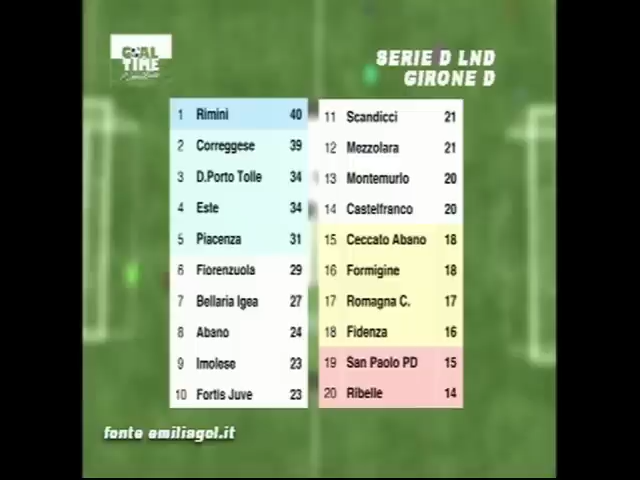 GOAL
TIME
SERIE D LND
GIRONE D
1 Rimini 40
2 Correggese 39
3 D.Porto Tolle 34
4 Este 34
5 Piacenza 31
6 Fiorenzuola 29
7 Bellaria Igea 27
8 Abano 24
9 Imolese 23
10 Fortis Juve 23
11 Scandicci 21
12 Mezzolara 21
13 Montemurlo 20
14 Castelfranco 20
15 Ceccato Abano 18
16 Formigine 18
17 Romagna C. 17
18 Fidenza 16
19 San Paolo PD 15
20 Ribelle 14
fonte emiliagol.it